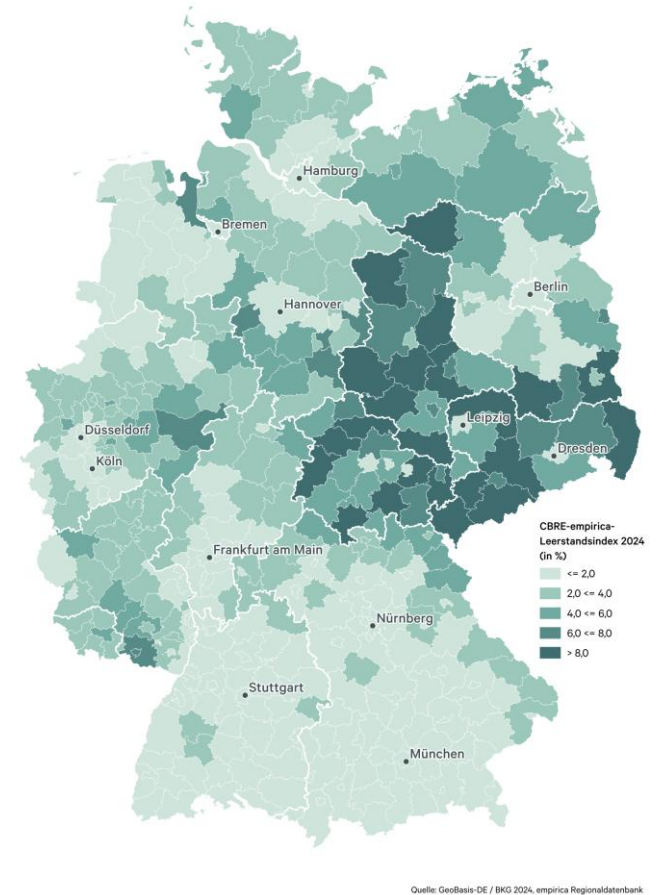 Hamburg
Bremen
Berlin
Hannover
Leipzig
Düsseldorf
Dresden
Köln
CBRE-empirica-
Leerstandsindex 2024
(in %)
<= 2,0
2,0 <= 4,0
4,0 <= 6,0
6,0 <= 8,0
> 8,0
Frankfurt am Main
Nürnberg
Stuttgart
München
Quelle: GeoBasis-DE / BKG 2024, empirica Regionaldatenbank